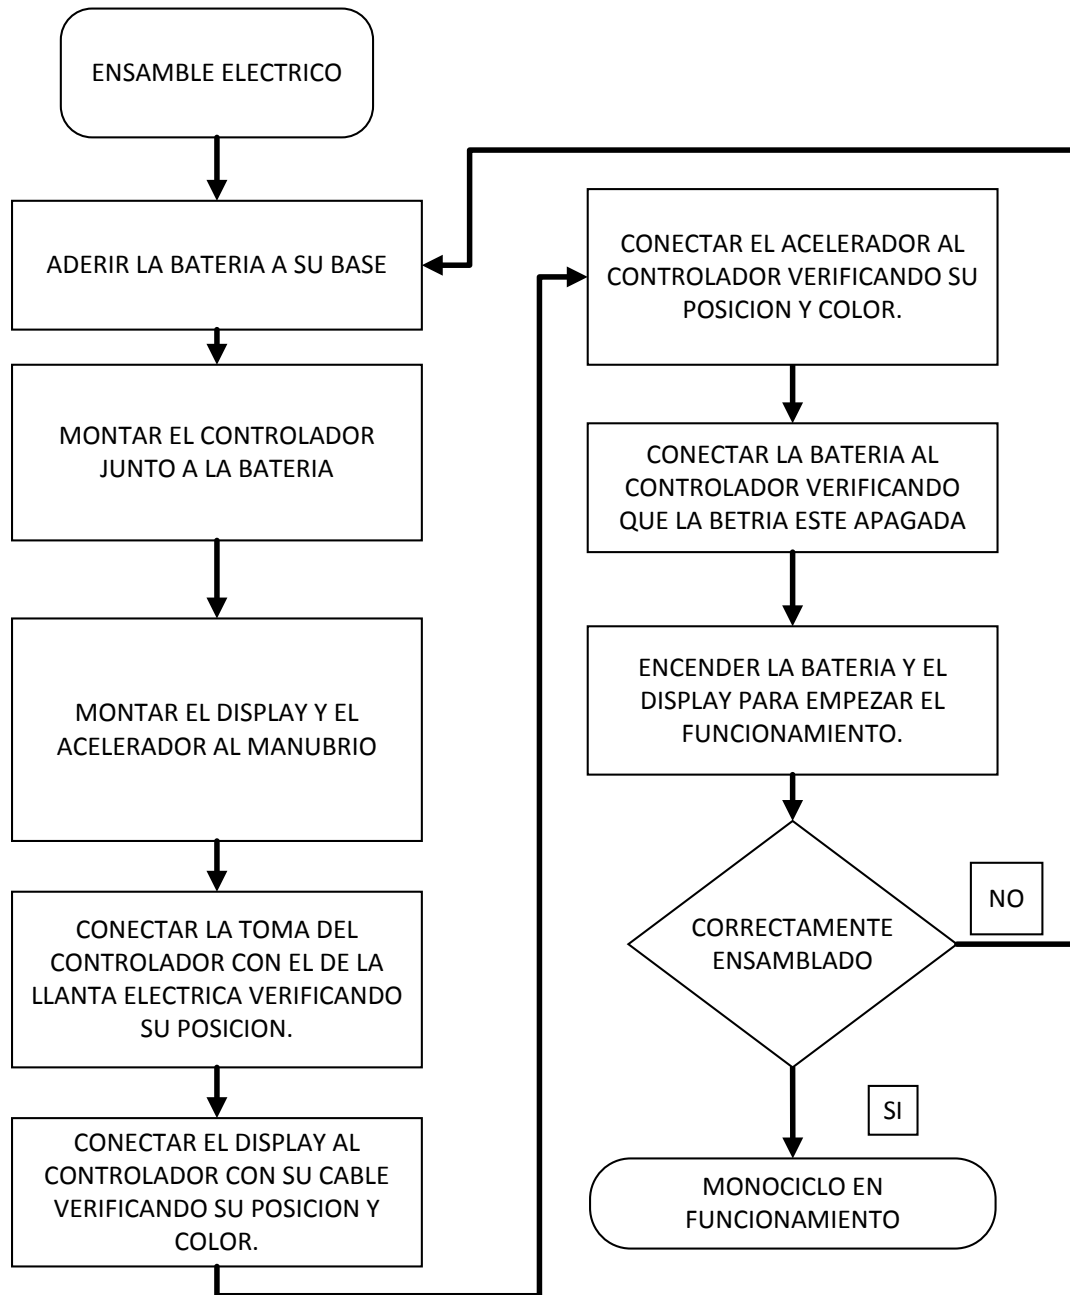 ENSAMBLE ELECTRICO
ADERIR LA BATERIA A SU BASE
MONTAR EL CONTROLADOR
JUNTO A LA BATERIA
MONTAR EL DISPLAY Y EL
ACELERADOR AL MANUBRIO
CONECTAR LA TOMA DEL
CONTROLADOR CON EL DE LA
LLANTA ELECTRICA VERIFICANDO
SU POSICION.
CONECTAR EL DISPLAY AL
CONTROLADOR CON SU CABLE
VERIFICANDO SU POSICION Y
COLOR.
CONECTAR EL ACELERADOR AL
CONTROLADOR VERIFICANDO SU
POSICION Y COLOR.
CONECTAR LA BATERIA AL
CONTROLADOR VERIFICANDO
QUE LA BETRIA ESTE APAGADA
ENCENDER LA BATERIA Y EL
DISPLAY PARA EMPEZAR EL
FUNCIONAMIENTO.
CORRECTAMENTE
ENSAMBLADO
NO
SI
MONOCICLO EN
FUNCIONAMIENTO